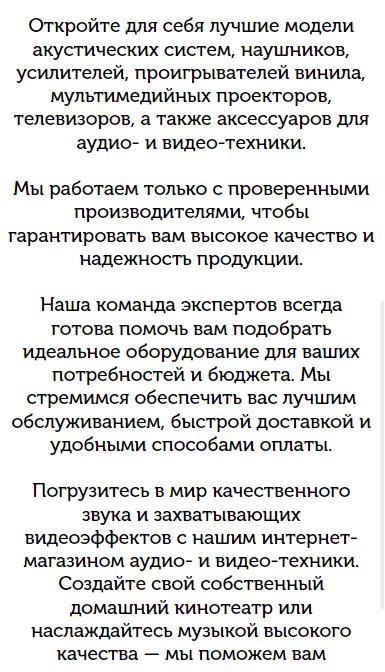 Откройте для себя лучшие модели
акустических систем, наушников,
усилителей, проигрывателей винила,
мультимедийных проекторов,
телевизоров, а также аксессуаров для
аудио- и видео-техники.
Мы работаем только с проверенными
производителями, чтобы
гарантировать вам высокое качество и
надежность продукции.
Наша команда экспертов всегда
готова помочь вам подобрать
идеальное оборудование для ваших
потребностей и бюджета. Мы
стремимся обеспечить вас лучшим
обслуживанием, быстрой доставкой и
удобными способами оплаты.
Погрузитесь в мир качественного
звука и захватывающих
видеоэффектов с нашим интернет-
магазином аудио- и видео-техники.
Создайте свой собственный
домашний кинотеатр или
наслаждайтесь музыкой высокого
качества — мы поможем вам